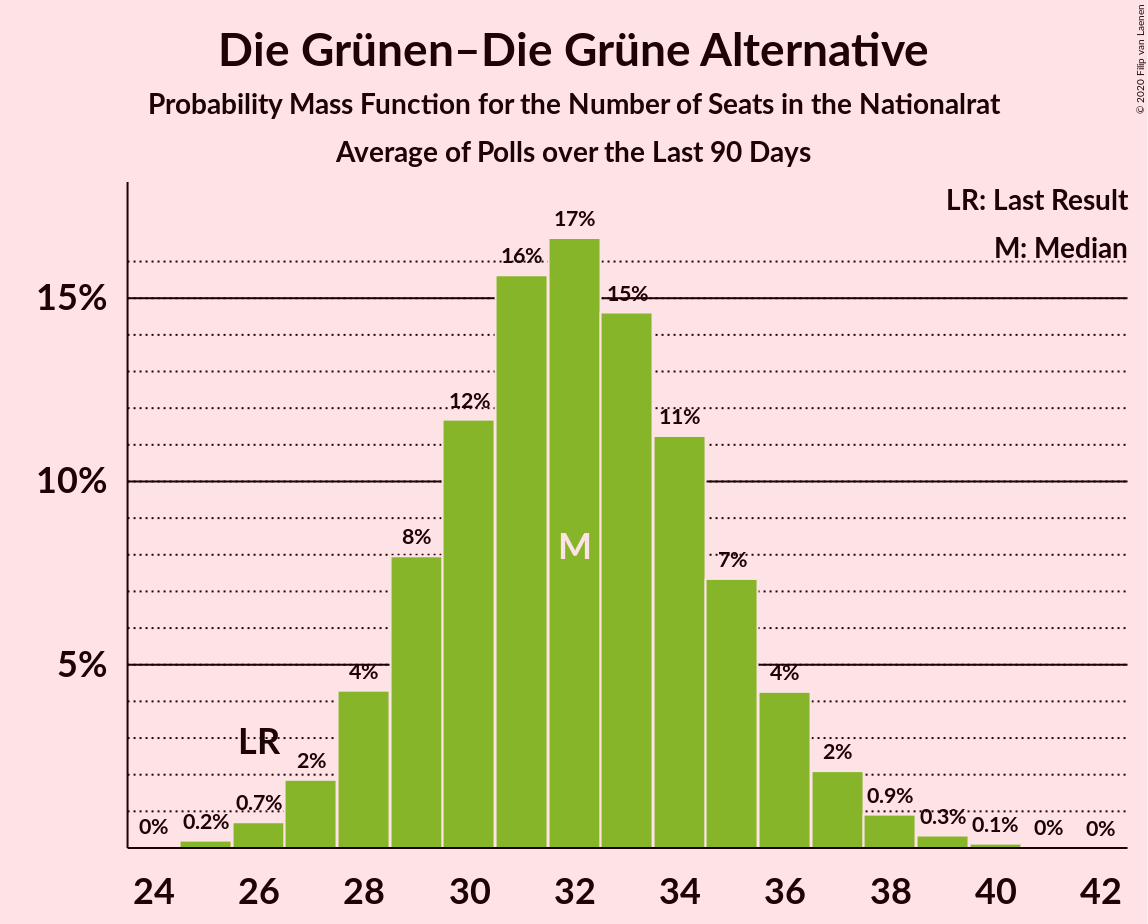 Die Grünen–Die Grüne Alternative
Probability Mass Function for the Number of Seats in the Nationalrat
Average of Polls over the Last 90 Days
© 2020 Filip van Laenen
LR: Last Result
M: Median
15%
10%
5%
0%
0.2%
0.7%
2%
4%
8%
12%
16%
17%
15%
11%
7%
4%
2%
0.9%
0.3%
0.1%
0%
0%
LR
M
24 26 28 30 32 34 36 38 40 42